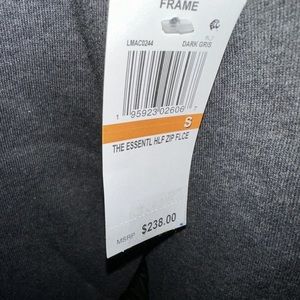 FRAME
LMAC0244
DARK GRIS
1 95923 02606
S
THE ESSENTL HLF ZIP FLCE
MSRP $238.00